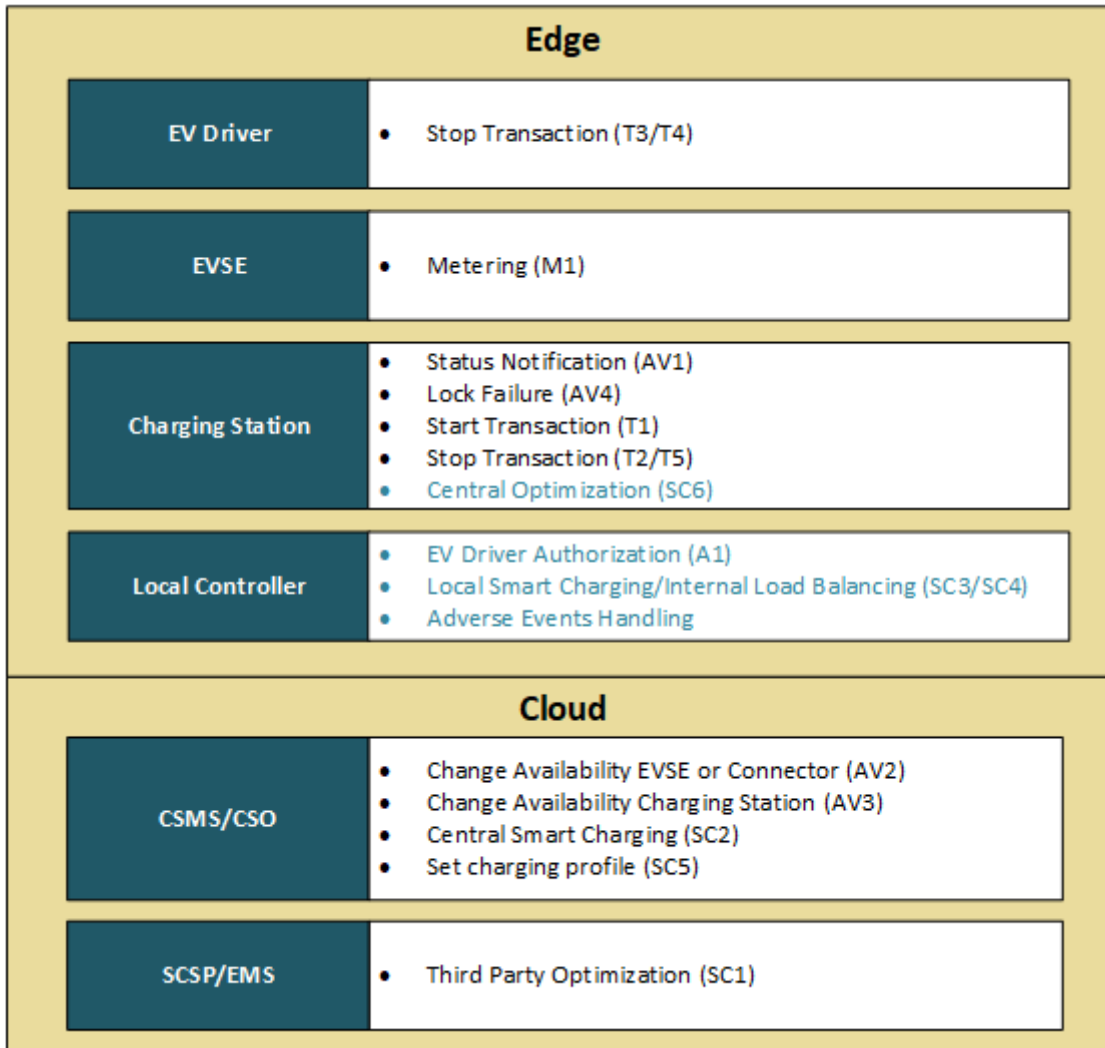 Edge
EV Driver
• Stop Transaction (T3/T4)
EVSE
• Metering (M1)
Charging Station
• Status Notification (AV1)
• Lock Failure (AV4)
• Start Transaction (T1)
• Stop Transaction (T2/T5)
• Central Optimization (SC6)
Local Controller
• EV Driver Authorization (A1)
• Local Smart Charging/Internal Load Balancing (SC3/SC4)
• Adverse Events Handling
Cloud
CSMS/CSO
• Change Availability EVSE or Connector (AV2)
• Change Availability Charging Station (AV3)
• Central Smart Charging (SC2)
• Set charging profile (SC5)
SCSP/EMS
• Third Party Optimization (SC1)